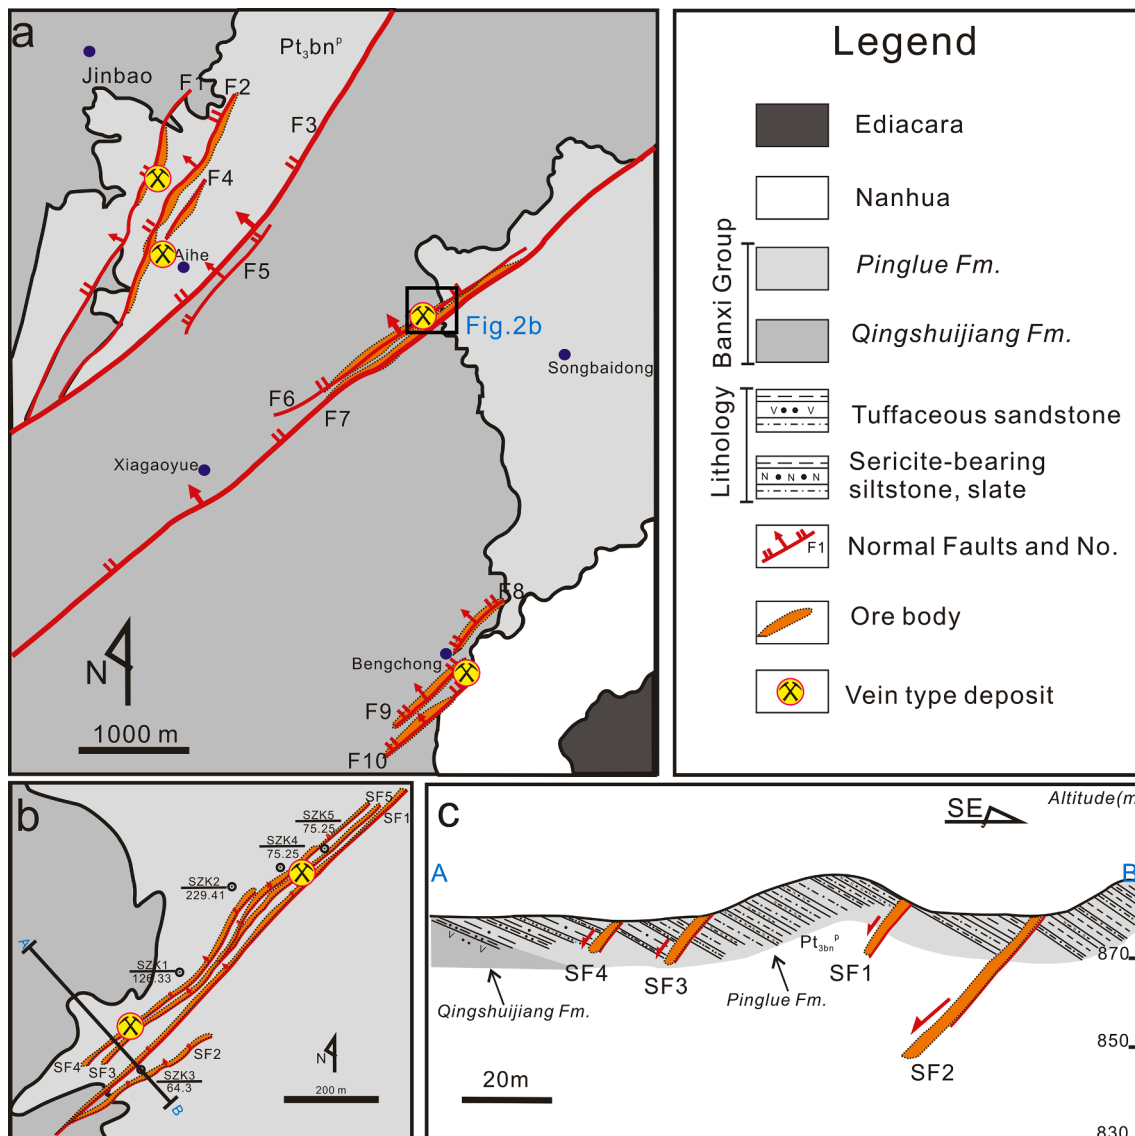 a
Pt3bnᵖ
Jinbao
F1
F2
F3
F4
Aihe
F5
Fig.2b
Songbaidong
F6
F7
Xiagaoyue
F8
Bengchong
F9
F10
N
1000 m
Legend
Ediacara
Nanhua
Banxi Group
Pinglue Fm.
Qingshuijiang Fm.
Lithology
V V
Tuffaceous sandstone
N N N
Sericite-bearing
siltstone, slate
F1
Normal Faults and No.
Ore body
Vein type deposit
b
SF5
SF1
SZK5
75.25
SZK4
75.25
SZK2
229.41
A
SZK1
126.33
SF4
SF3
SF2
SZK3
64.3
B
N
200 m
c
SE
Altitude(m
A
B
V
V
Pt3bnᵖ
870
SF4
SF3
SF1
Qingshuijiang Fm.
Pinglue Fm.
850
SF2
20m
830